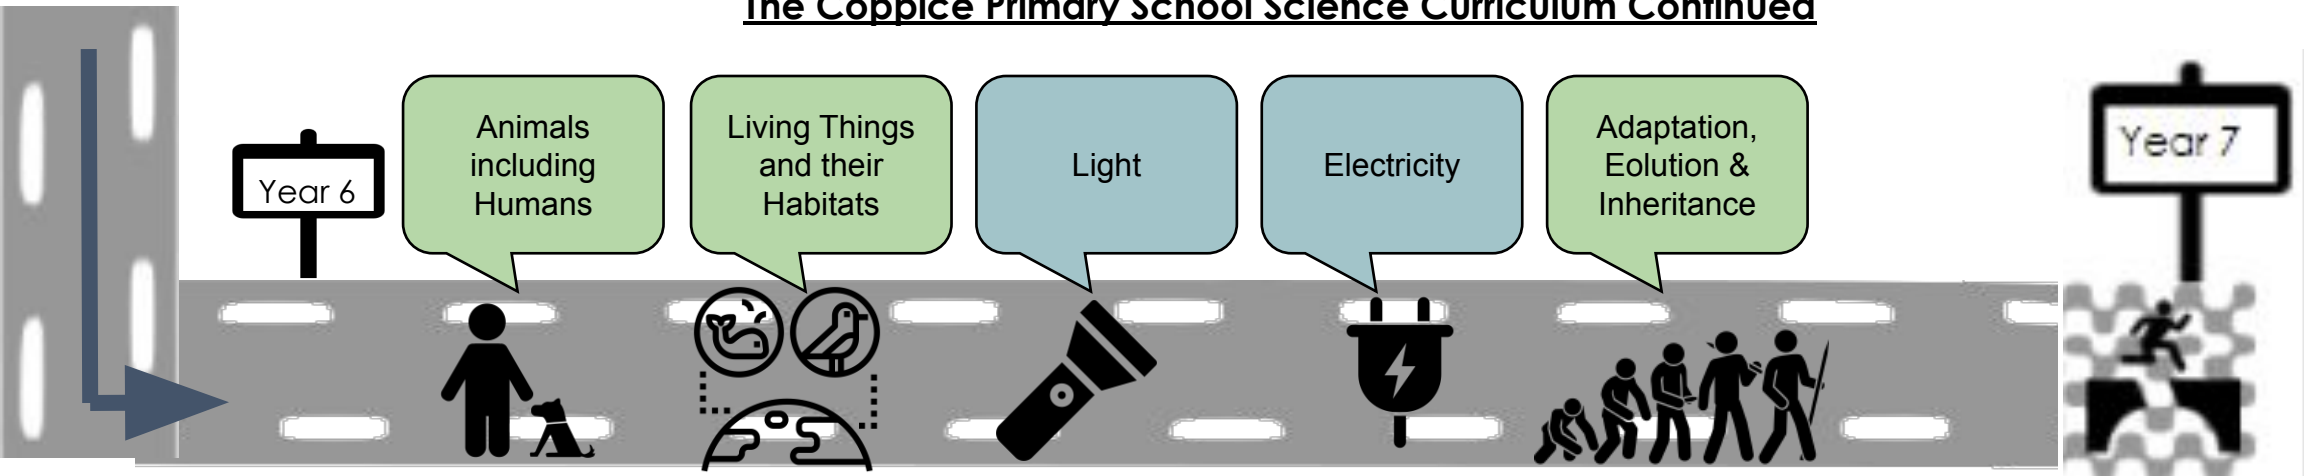 The Coppice Primary School Science Curriculum Continued
Year 6
Animals
including
Humans
Living Things
and their
Habitats
Light
Electricity
Adaptation,
Eolution &
Inheritance
Year 7